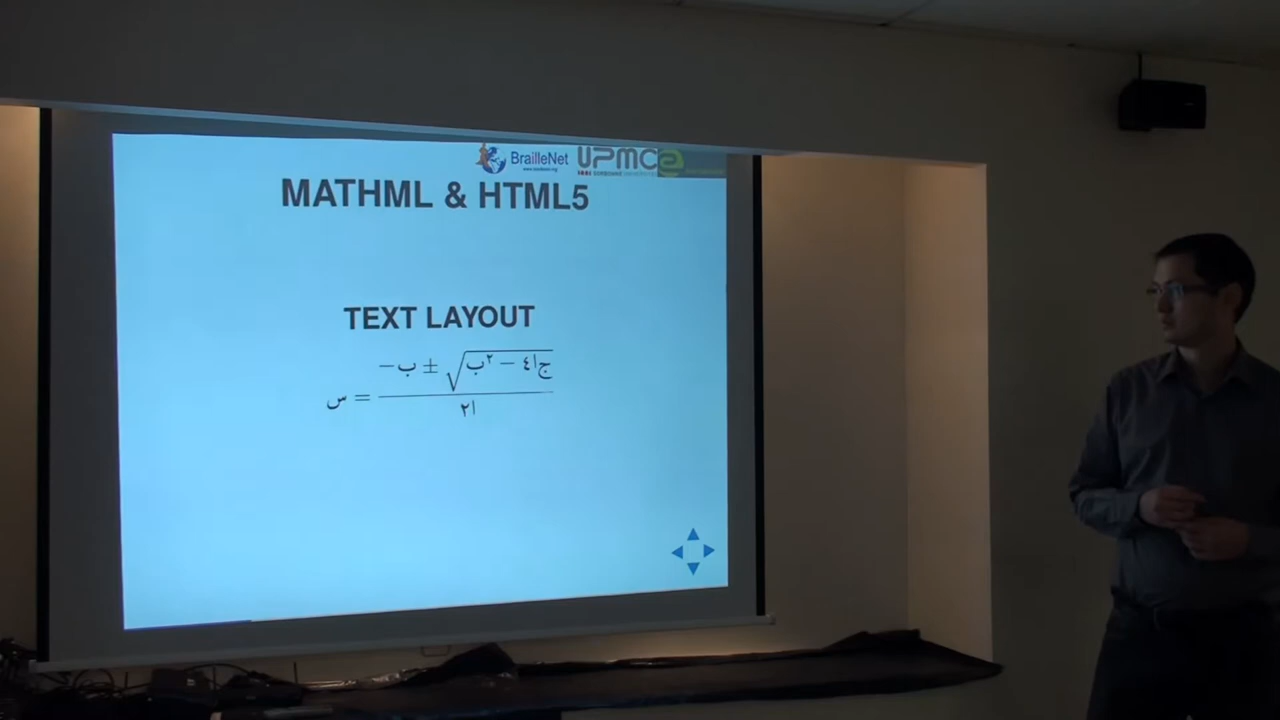 BrailleNet UPMC
MATHML & HTML5
TEXT LAYOUT
س = (−ب ± √(ب٢ − ٤اج)) / ٢ا